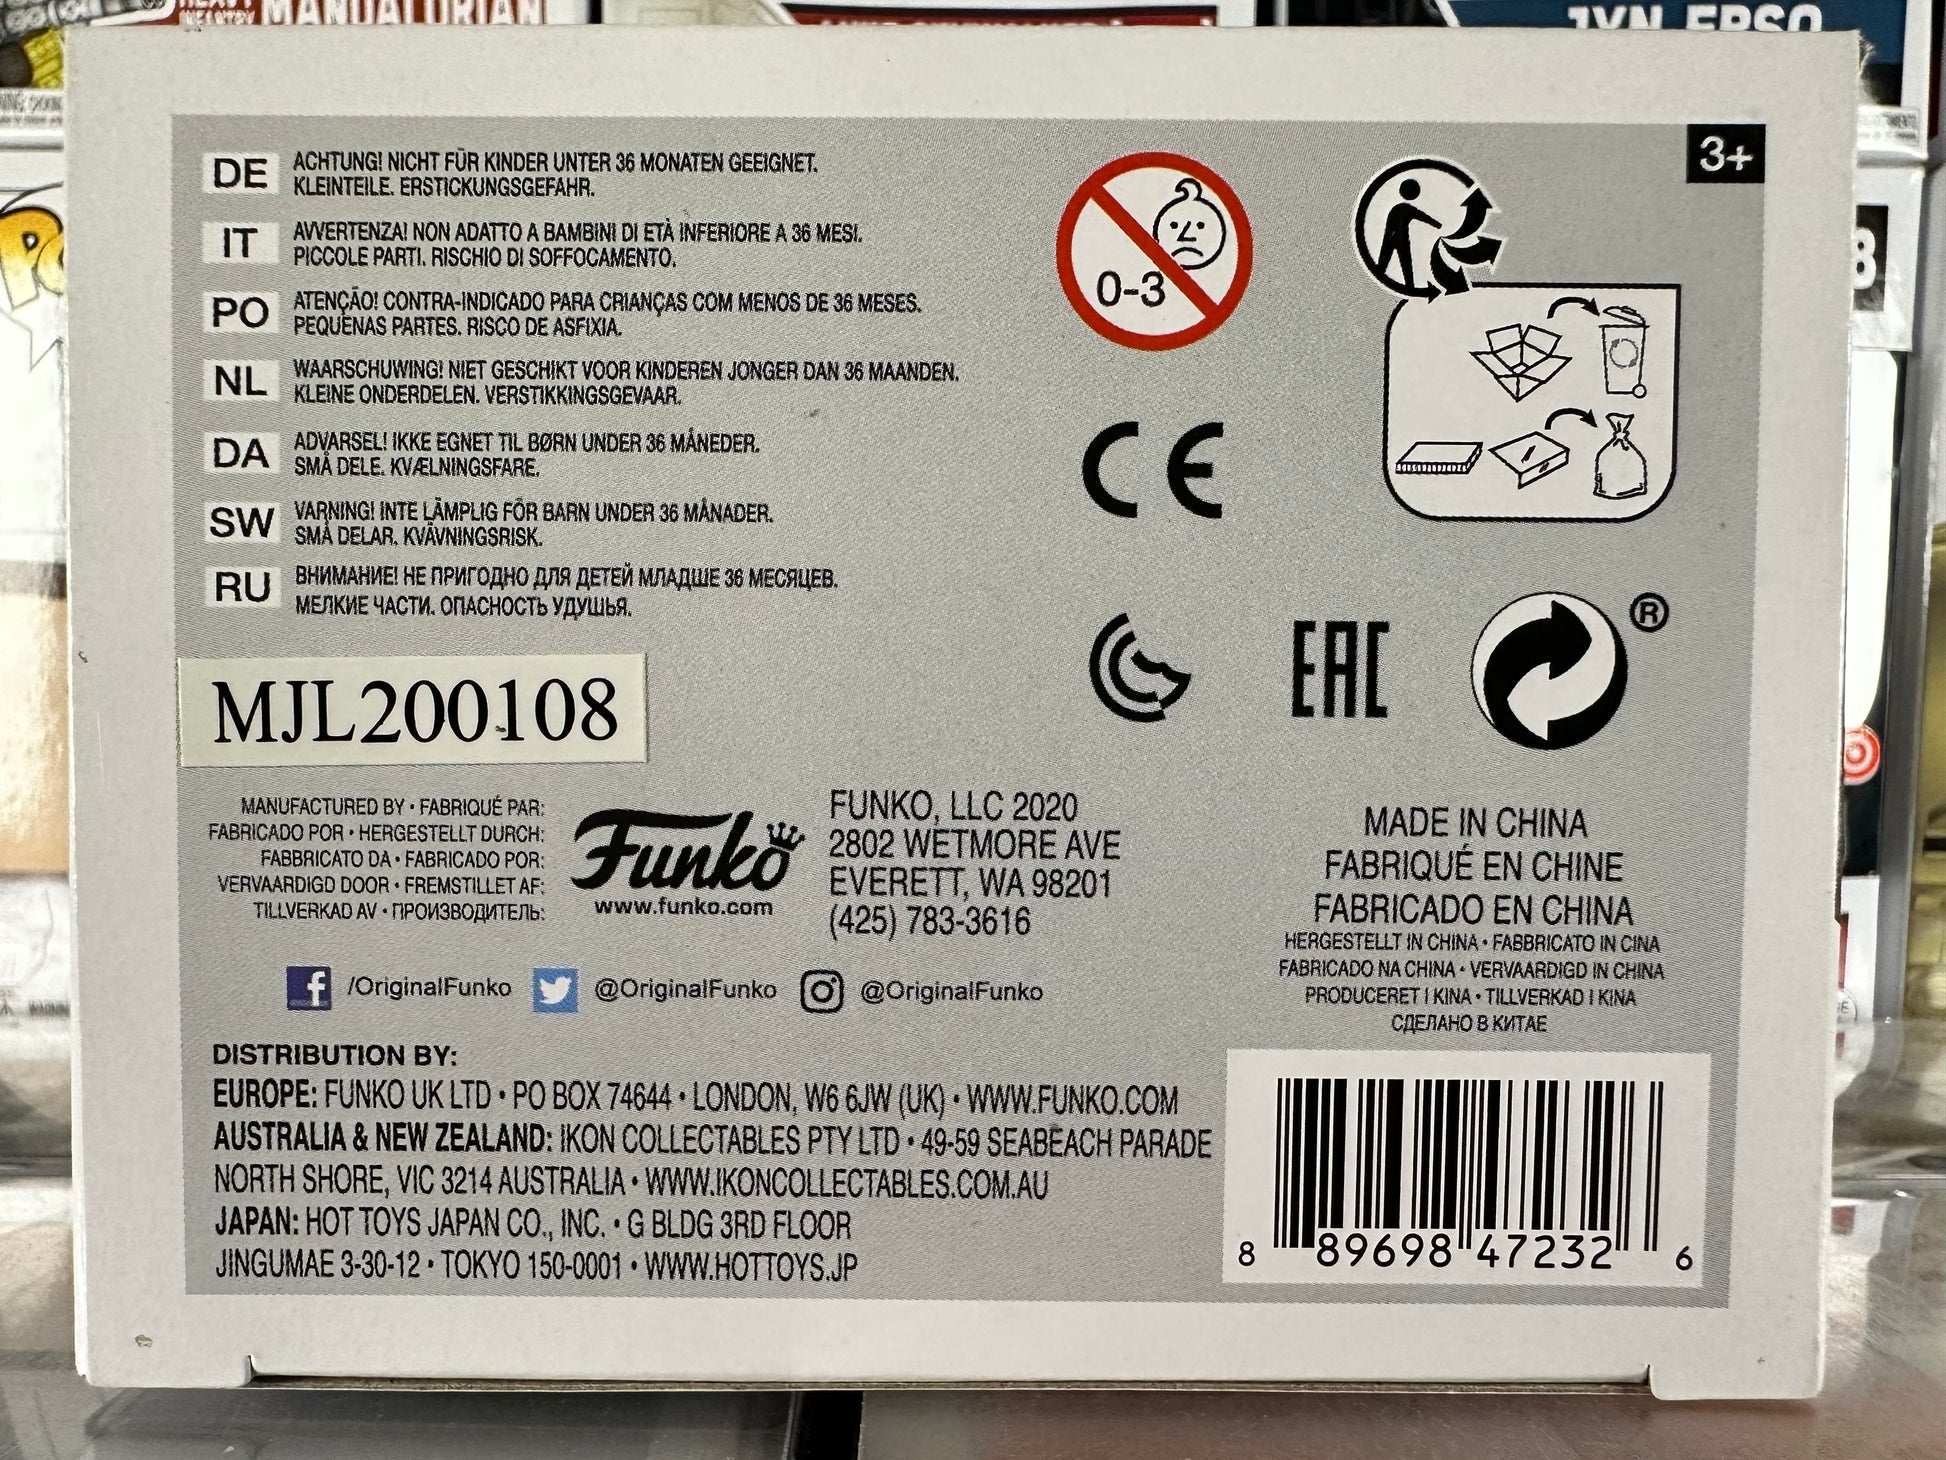 MANDALORIAN
JYN ERSO
3+
8
DE ACHTUNG! NICHT FÜR KINDER UNTER 36 MONATEN GEEIGNET.
KLEINTEILE. ERSTICKUNGSGEFAHR.
IT AVVERTENZA! NON ADATTO A BAMBINI DI ETÀ INFERIORE A 36 MESI.
PICCOLE PARTI. RISCHIO DI SOFFOCAMENTO.
PO ATENÇÃO! CONTRA-INDICADO PARA CRIANÇAS COM MENOS DE 36 MESES.
PEQUENAS PARTES. RISCO DE ASFIXIA.
NL WAARSCHUWING! NIET GESCHIKT VOOR KINDEREN JONGER DAN 36 MAANDEN.
KLEINE ONDERDELEN. VERSTIKKINGSGEVAAR.
DA ADVARSEL! IKKE EGNET TIL BØRN UNDER 36 MÅNEDER.
SMÅ DELE. KVÆLNINGSFARE.
SW VARNING! INTE LÄMPLIG FÖR BARN UNDER 36 MÅNADER.
SMÅ DELAR. KVÄVNINGSRISK.
RU ВНИМАНИЕ! НЕ ПРИГОДНО ДЛЯ ДЕТЕЙ МЛАДШЕ 36 МЕСЯЦЕВ.
МЕЛКИЕ ЧАСТИ. ОПАСНОСТЬ УДУШЬЯ.
0-3
CE
EAC
®
MJL200108
MANUFACTURED BY • FABRIQUÉ PAR:
FABRICADO POR • HERGESTELLT DURCH:
FABBRICATO DA • FABRICADO POR:
VERVAARDIGD DOOR • FREMSTILLET AF:
TILLVERKAD AV • ПРОИЗВОДИТЕЛЬ:
Funko
www.funko.com
FUNKO, LLC 2020
2802 WETMORE AVE
EVERETT, WA 98201
(425) 783-3616
MADE IN CHINA
FABRIQUÉ EN CHINE
FABRICADO EN CHINA
HERGESTELLT IN CHINA • FABBRICATO IN CINA
FABRICADO NA CHINA • VERVAARDIGD IN CHINA
PRODUCERET I KINA • TILLVERKAD I KINA
СДЕЛАНО В КИТАЕ
/OriginalFunko @OriginalFunko @OriginalFunko
DISTRIBUTION BY:
EUROPE: FUNKO UK LTD • PO BOX 74644 • LONDON, W6 6JW (UK) • WWW.FUNKO.COM
AUSTRALIA & NEW ZEALAND: IKON COLLECTABLES PTY LTD • 49-59 SEABEACH PARADE
NORTH SHORE, VIC 3214 AUSTRALIA • WWW.IKONCOLLECTABLES.COM.AU
JAPAN: HOT TOYS JAPAN CO., INC. • G BLDG 3RD FLOOR
JINGUMAE 3-30-12 • TOKYO 150-0001 • WWW.HOTTOYS.JP
8 89698 47232 6